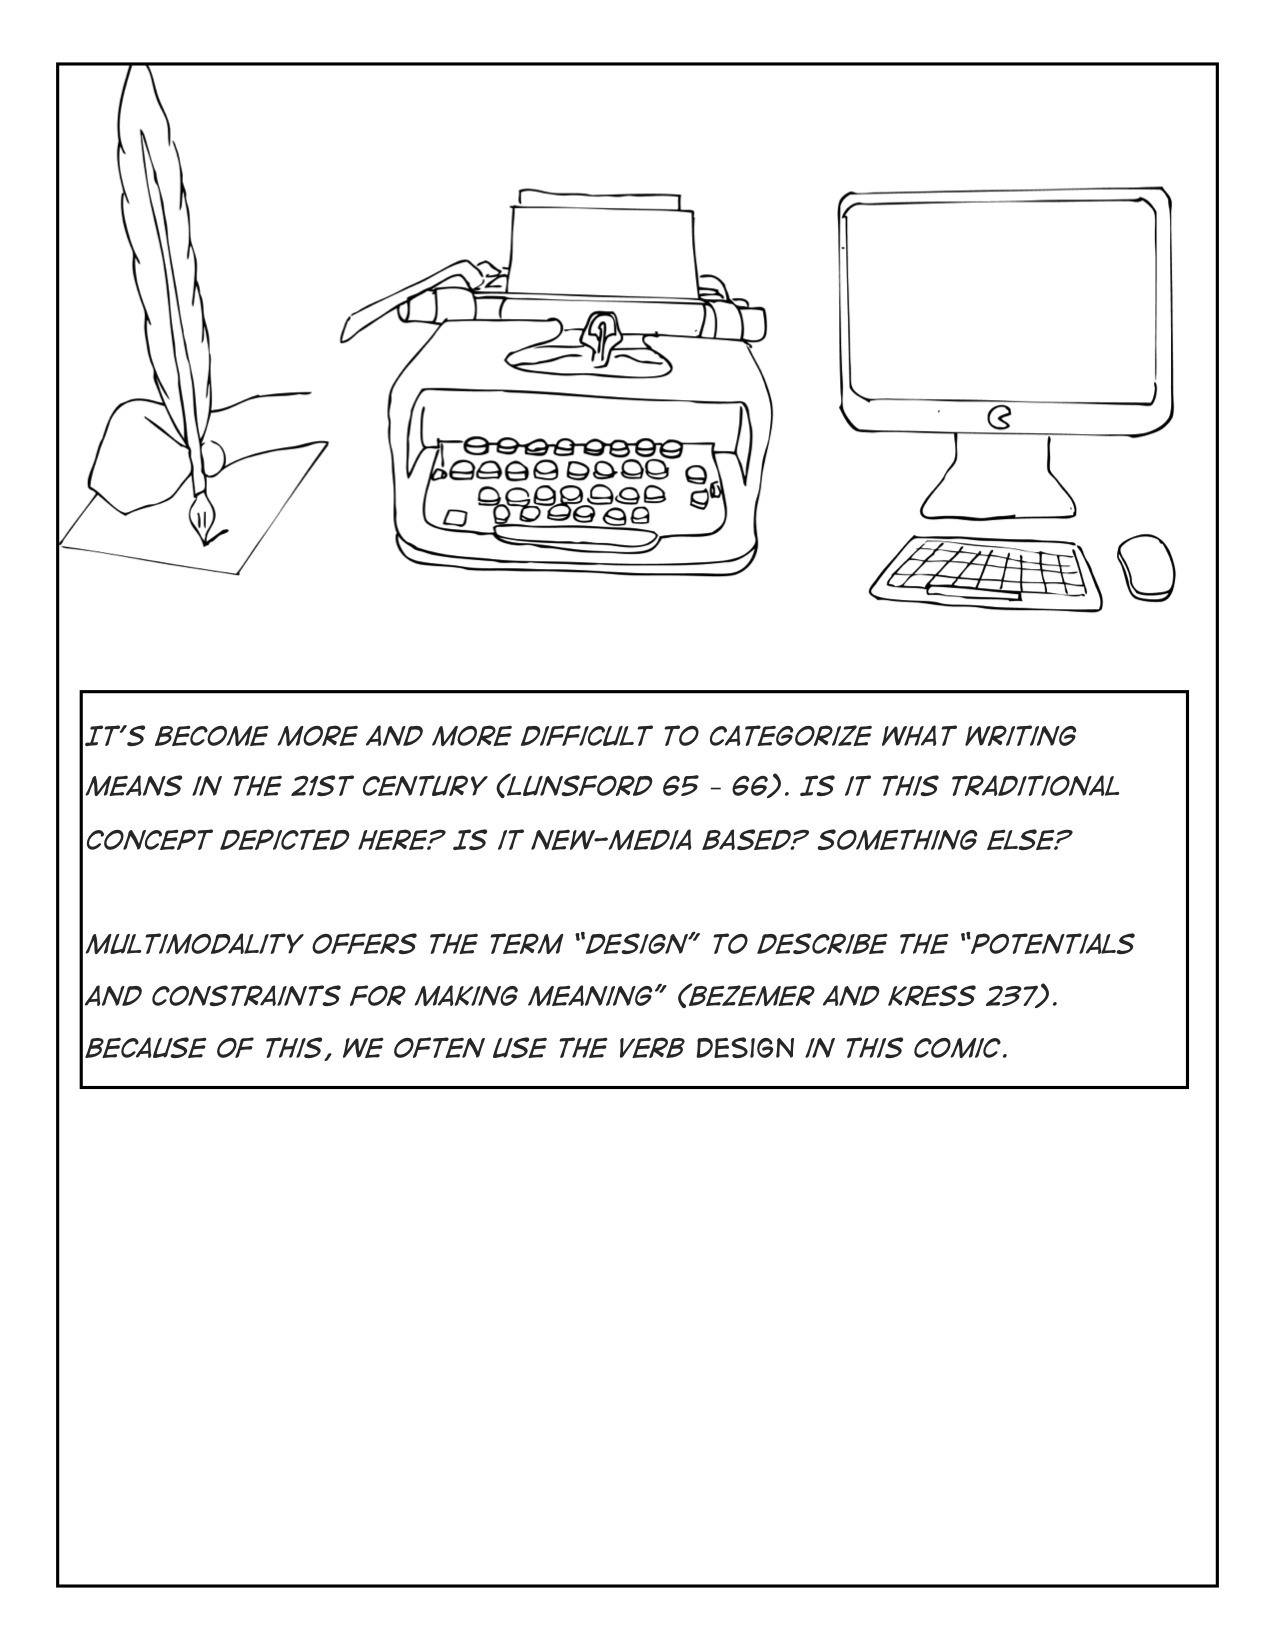 IT'S BECOME MORE AND MORE DIFFICULT TO CATEGORIZE WHAT WRITING
MEANS IN THE 21ST CENTURY (LUNSFORD 65 - 66). IS IT THIS TRADITIONAL
CONCEPT DEPICTED HERE? IS IT NEW-MEDIA BASED? SOMETHING ELSE?
MULTIMODALITY OFFERS THE TERM "DESIGN" TO DESCRIBE THE "POTENTIALS
AND CONSTRAINTS FOR MAKING MEANING" (BEZEMER AND KRESS 237).
BECAUSE OF THIS, WE OFTEN USE THE VERB DESIGN IN THIS COMIC.